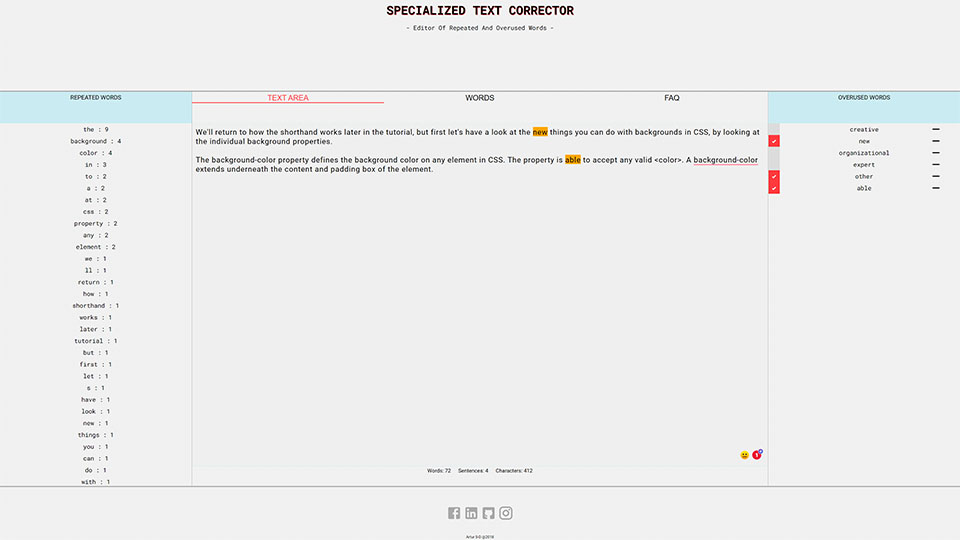 SPECIALIZED TEXT CORRECTOR
- Editor Of Repeated And Overused Words -
REPEATED WORDS
TEXT AREA
WORDS
FAQ
OVERUSED WORDS
the : 9
background : 4
color : 4
in : 3
to : 2
a : 2
at : 2
css : 2
property : 2
any : 2
element : 2
we : 1
ll : 1
return : 1
how : 1
shorthand : 1
works : 1
later : 1
tutorial : 1
but : 1
first : 1
let : 1
s : 1
have : 1
look : 1
new : 1
things : 1
you : 1
can : 1
do : 1
with : 1
We'll return to how the shorthand works later in the tutorial, but first let's have a look at the new things you can do with backgrounds in CSS, by looking at
the individual background properties.
The background-color property defines the background color on any element in CSS. The property is able to accept any valid <color>. A background-color
extends underneath the content and padding box of the element.
Words: 72 Sentences: 4 Characters: 412
creative
new
organizational
expert
other
able